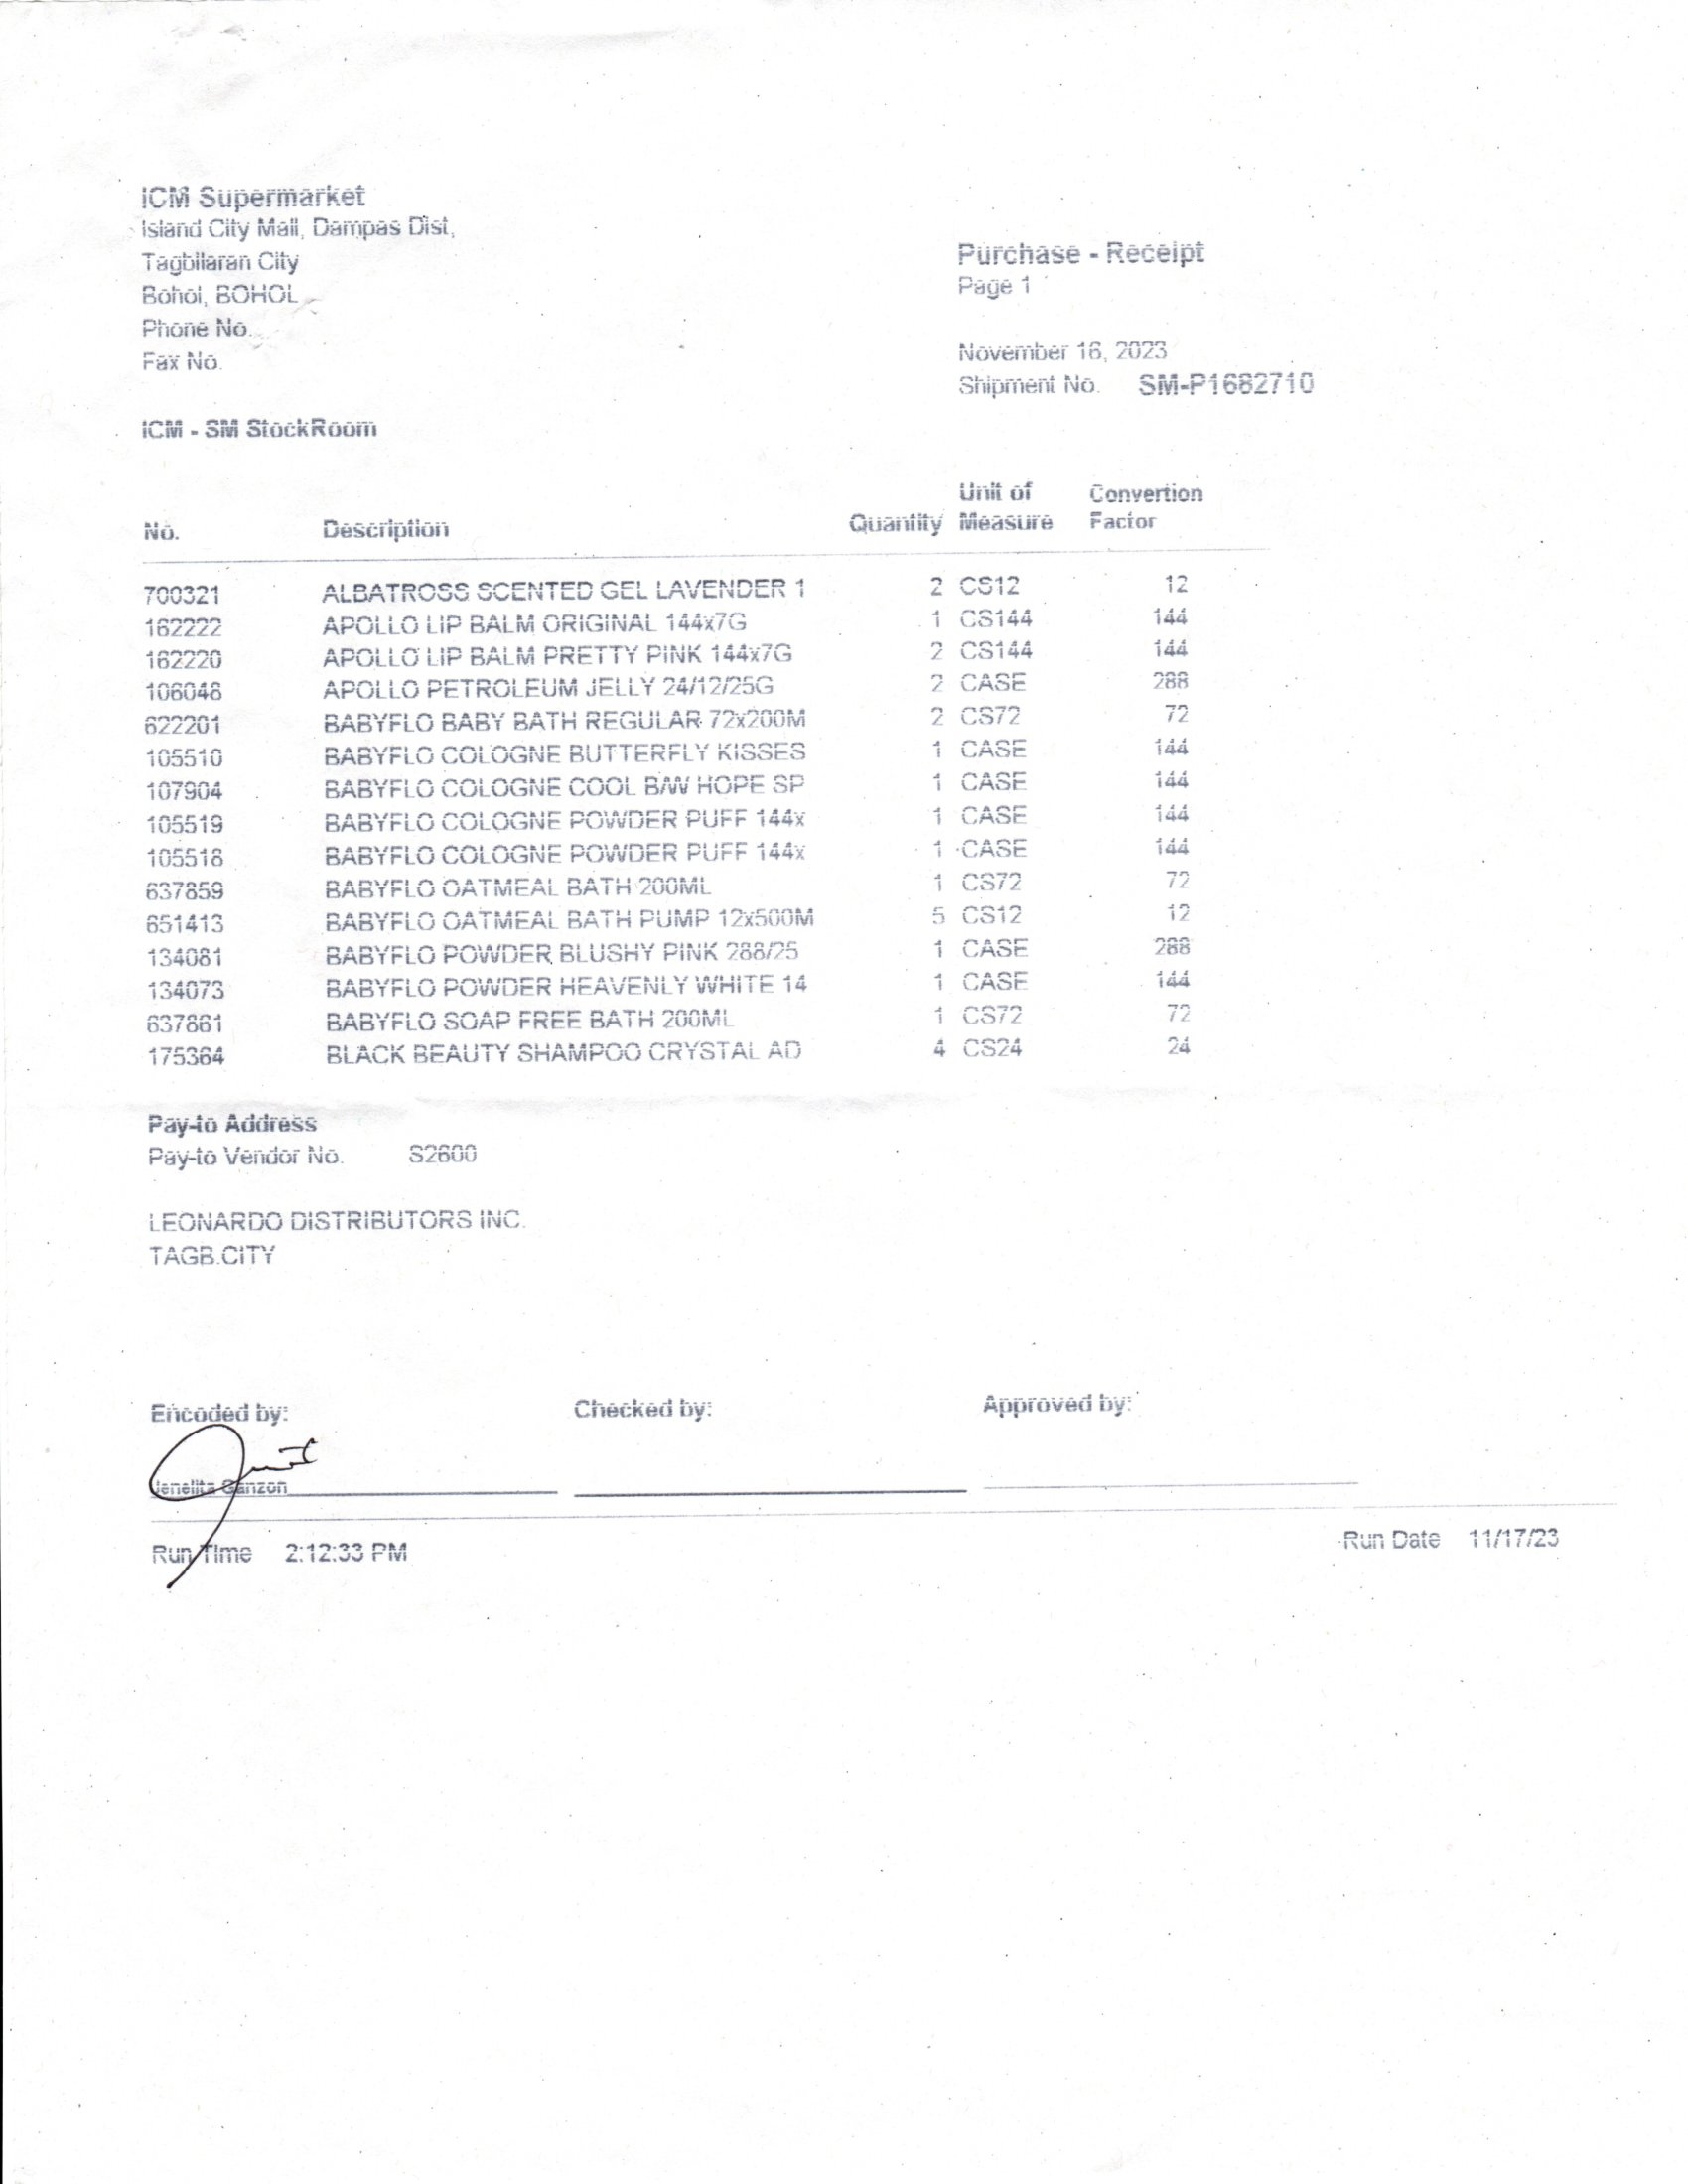 ICM Supermarket
Island City Mall, Dampas Dist,
Tagbilaran City
Bohol, BOHOL
Phone No.
Fax No.
Purchase - Receipt
Page 1
November 16, 2023
Shipment No. SM-P1682710
ICM - SM StockRoom
No. Description Quantity Unit of Measure Convertion Factor
700321 ALBATROSS SCENTED GEL LAVENDER 1 2 CS12 12
162222 APOLLO LIP BALM ORIGINAL 144x7G 1 CS144 144
162220 APOLLO LIP BALM PRETTY PINK 144x7G 2 CS144 144
106048 APOLLO PETROLEUM JELLY 24/12/25G 2 CASE 288
622201 BABYFLO BABY BATH REGULAR 72x200M 2 CS72 72
105510 BABYFLO COLOGNE BUTTERFLY KISSES 1 CASE 144
107904 BABYFLO COLOGNE COOL B/W HOPE SP 1 CASE 144
105519 BABYFLO COLOGNE POWDER PUFF 144x 1 CASE 144
105518 BABYFLO COLOGNE POWDER PUFF 144x 1 CASE 144
637859 BABYFLO OATMEAL BATH 200ML 1 CS72 72
651413 BABYFLO OATMEAL BATH PUMP 12x500M 5 CS12 12
134081 BABYFLO POWDER BLUSHY PINK 288/25 1 CASE 288
134073 BABYFLO POWDER HEAVENLY WHITE 14 1 CASE 144
637861 BABYFLO SOAP FREE BATH 200ML 1 CS72 72
175364 BLACK BEAUTY SHAMPOO CRYSTAL AD 4 CS24 24
Pay-to Address
Pay-to Vendor No. S2600
LEONARDO DISTRIBUTORS INC.
TAGB.CITY
Encoded by: Checked by: Approved by:
Jenelita Ganzon
Run Time 2:12:33 PM Run Date 11/17/23